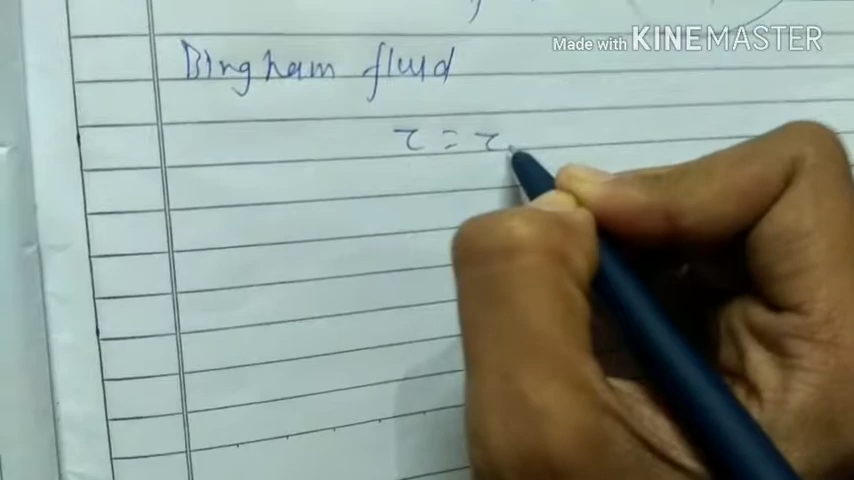 Made with KINEMASTER
Bingham fluid
τ = τ